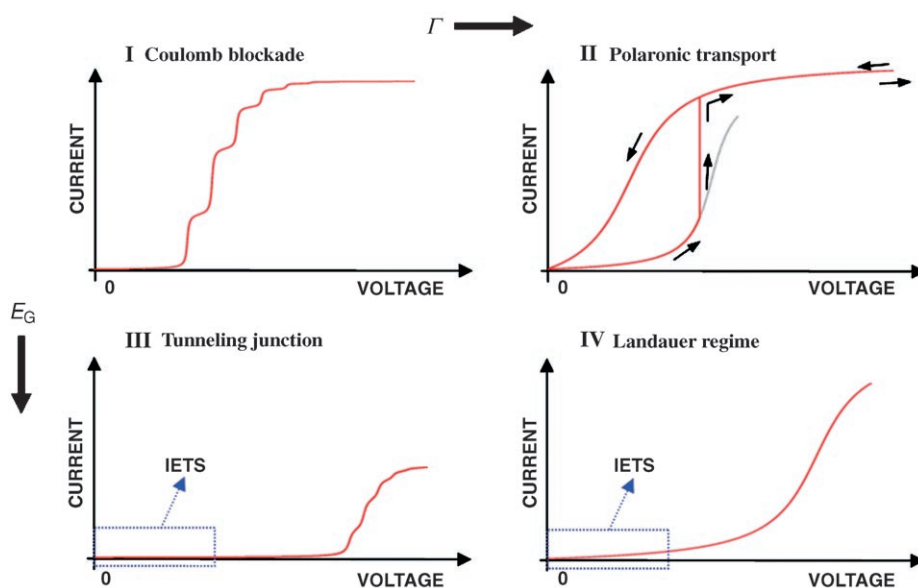 Γ
I Coulomb blockade
II Polaronic transport
CURRENT
CURRENT
0
VOLTAGE
0
VOLTAGE
E_G
III Tunneling junction
IV Landauer regime
CURRENT
IETS
CURRENT
IETS
0
VOLTAGE
0
VOLTAGE